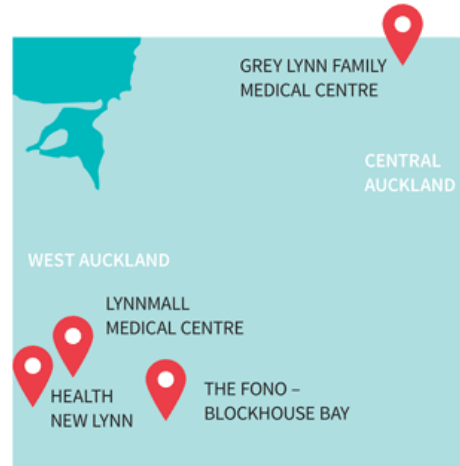 GREY LYNN FAMILY
MEDICAL CENTRE
CENTRAL
AUCKLAND
WEST AUCKLAND
LYNNMALL
MEDICAL CENTRE
HEALTH
NEW LYNN
THE FONO –
BLOCKHOUSE BAY